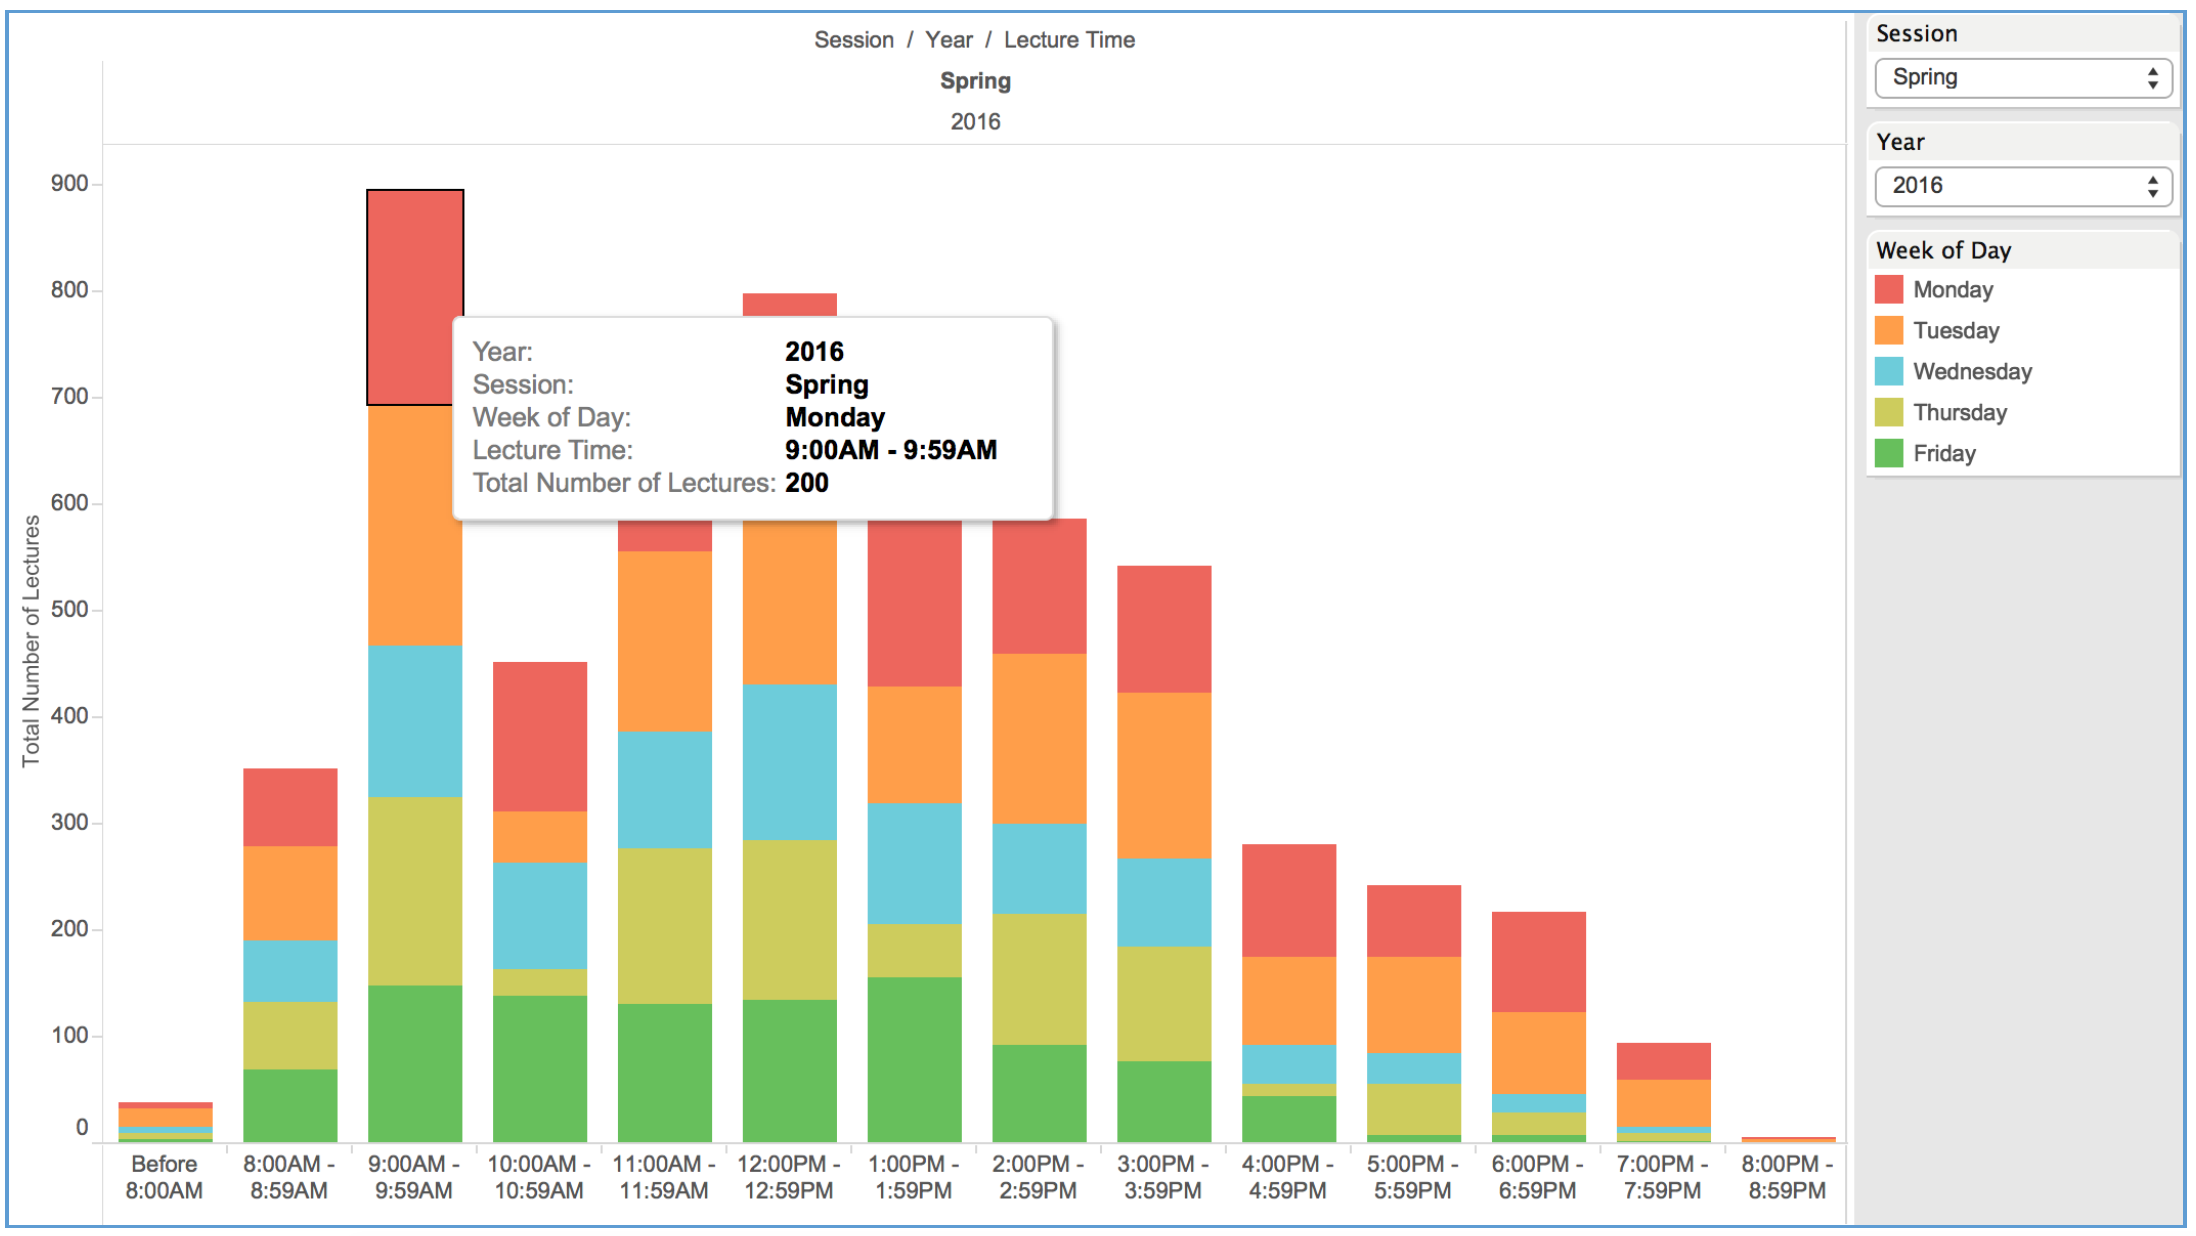 Session / Year / Lecture Time
Spring
2016
900
800
700
600
500
400
300
200
100
0
Total Number of Lectures
Year: 2016
Session: Spring
Week of Day: Monday
Lecture Time: 9:00AM - 9:59AM
Total Number of Lectures: 200
Before
8:00AM
8:00AM -
8:59AM
9:00AM -
9:59AM
10:00AM -
10:59AM
11:00AM -
11:59AM
12:00PM -
12:59PM
1:00PM -
1:59PM
2:00PM -
2:59PM
3:00PM -
3:59PM
4:00PM -
4:59PM
5:00PM -
5:59PM
6:00PM -
6:59PM
7:00PM -
7:59PM
8:00PM -
8:59PM
Session
Spring
Year
2016
Week of Day
Monday
Tuesday
Wednesday
Thursday
Friday